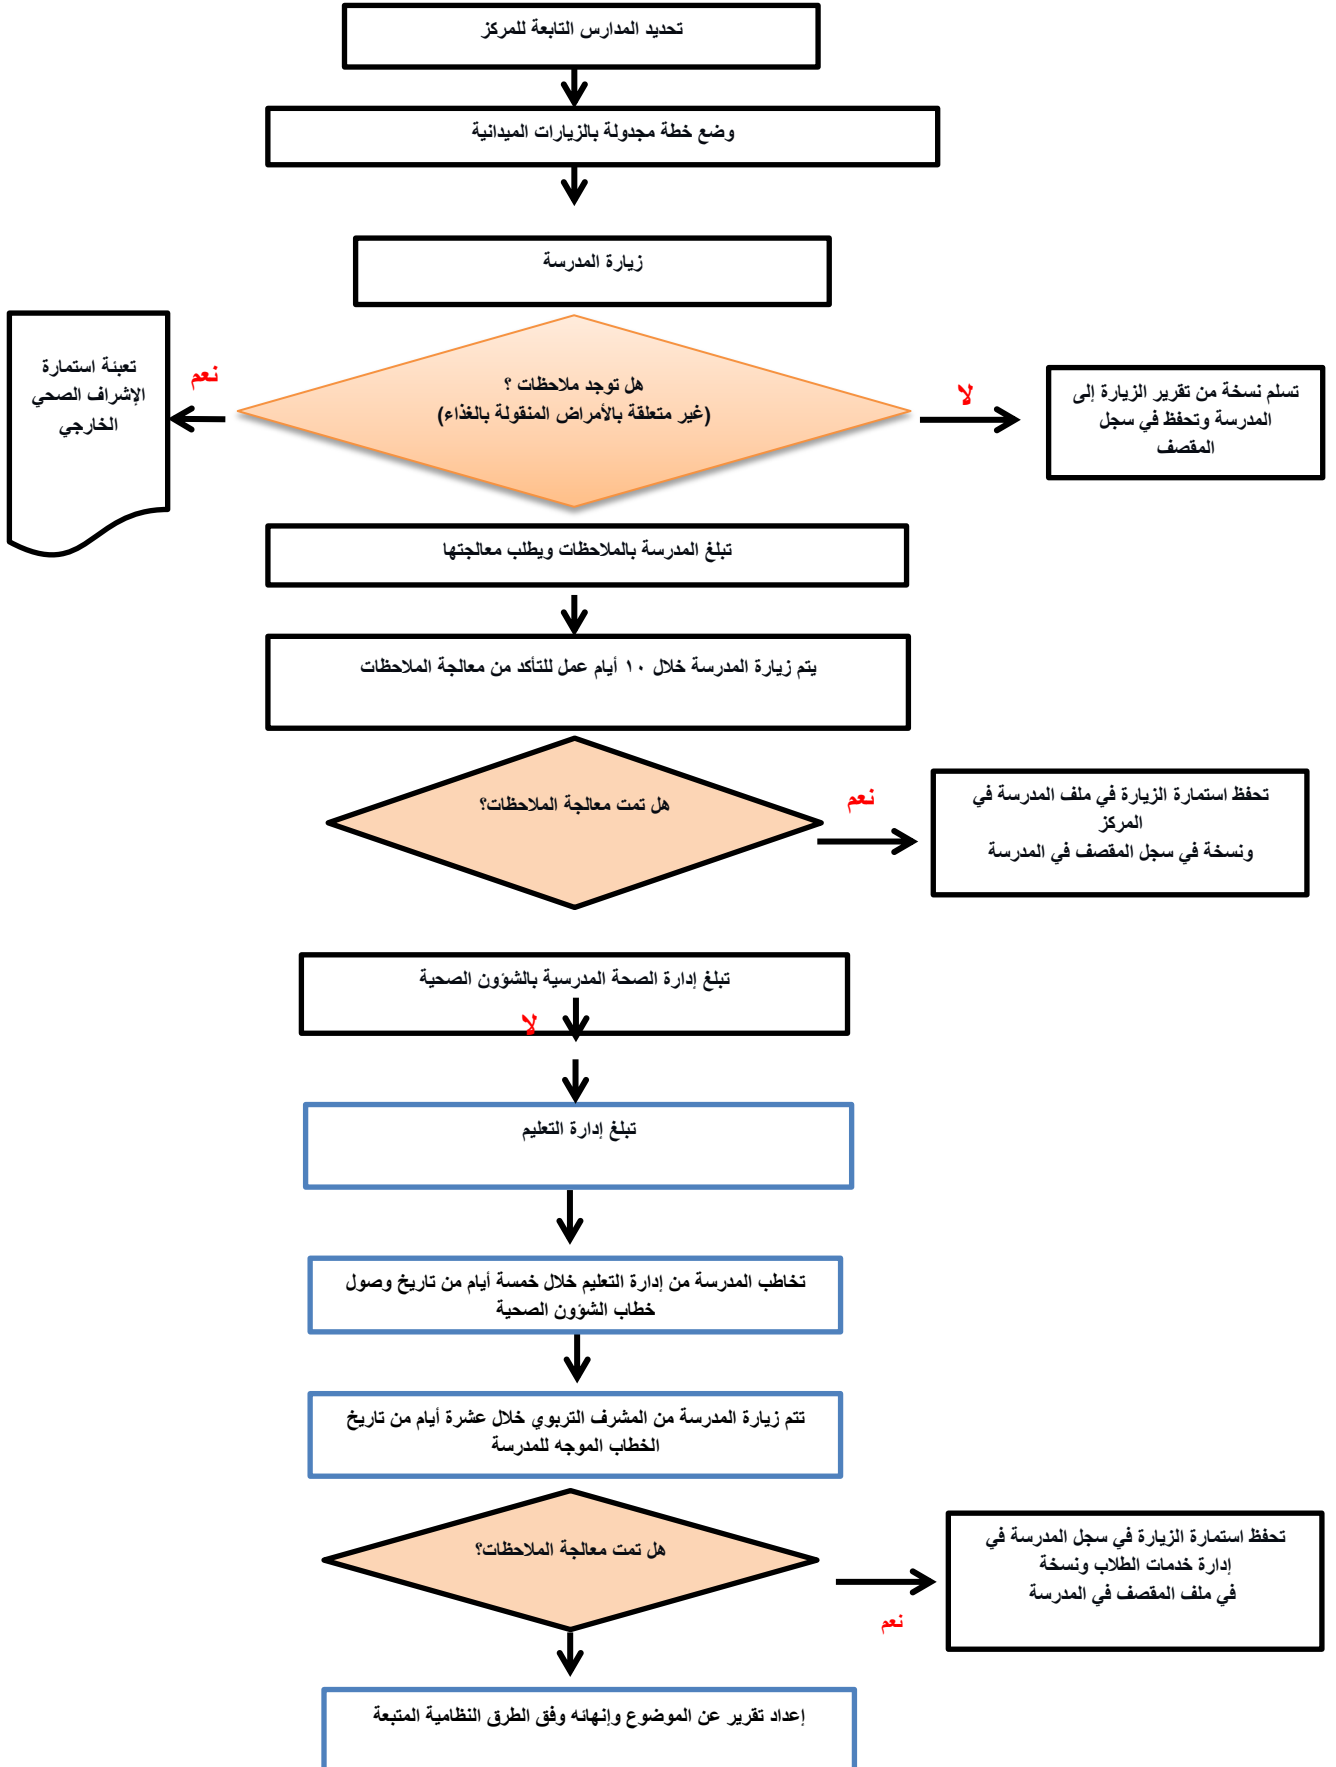 تحديد المدارس التابعة للمركز
وضع خطة مجدولة بالزيارات الميدانية
زيارة المدرسة
هل توجد ملاحظات ؟
(غير متعلقة بالأمراض المنقولة بالغذاء)
لا
تسلم نسخة من تقرير الزيارة إلى
المدرسة وتحفظ في سجل
المقصف
نعم
تعبئة استمارة
الإشراف الصحي
الخارجي
تبلغ المدرسة بالملاحظات ويطلب معالجتها
يتم زيارة المدرسة خلال ١٠ أيام عمل للتأكد من معالجة الملاحظات
هل تمت معالجة الملاحظات؟
نعم
تحفظ استمارة الزيارة في ملف المدرسة في
المركز
ونسخة في سجل المقصف في المدرسة
تبلغ إدارة الصحة المدرسية بالشؤون الصحية
لا
تبلغ إدارة التعليم
تخاطب المدرسة من إدارة التعليم خلال خمسة أيام من تاريخ وصول
خطاب الشؤون الصحية
تتم زيارة المدرسة من المشرف التربوي خلال عشرة أيام من تاريخ
الخطاب الموجه للمدرسة
هل تمت معالجة الملاحظات؟
نعم
تحفظ استمارة الزيارة في سجل المدرسة في
إدارة خدمات الطلاب ونسخة
في ملف المقصف في المدرسة
إعداد تقرير عن الموضوع وإنهائه وفق الطرق النظامية المتبعة